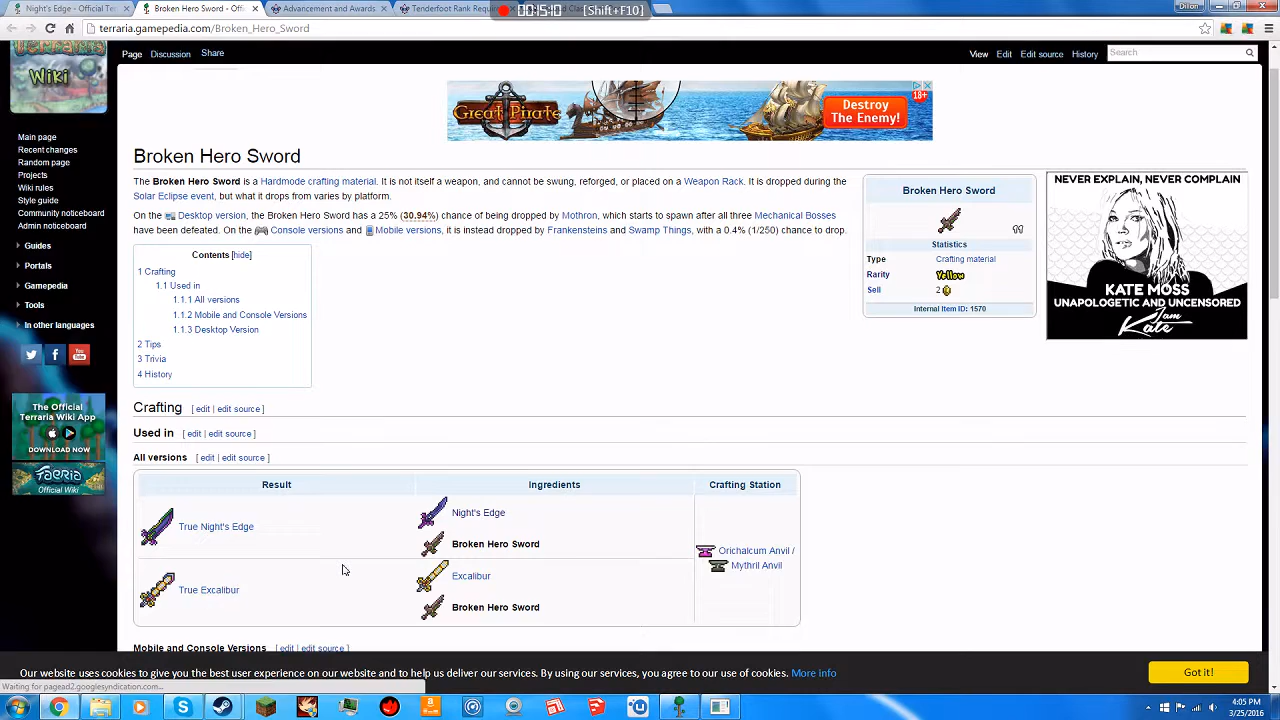 Night's Edge - Official Ter
Broken Hero Sword - Offi
Advancement and Awards
Tenderfoot Rank Requi
00:15:10 [Shift+F10]
Dillon
terraria.gamepedia.com/Broken_Hero_Sword
Wiki
Page Discussion Share
View Edit Edit source History Search
GREAT PIRATE
Destroy
The Enemy!
18+
Main page
Recent changes
Random page
Projects
Wiki rules
Style guide
Community noticeboard
Admin noticeboard
Guides
Portals
Gamepedia
Tools
In other languages
The Official
Terraria Wiki App
DOWNLOAD NOW
FAERIA
Official Wiki
Broken Hero Sword
The Broken Hero Sword is a Hardmode crafting material. It is not itself a weapon, and cannot be swung, reforged, or placed on a Weapon Rack. It is dropped during the
Solar Eclipse event, but what it drops from varies by platform.
On the Desktop version, the Broken Hero Sword has a 25% (30.94%) chance of being dropped by Mothron, which starts to spawn after all three Mechanical Bosses
have been defeated. On the Console versions and Mobile versions, it is instead dropped by Frankensteins and Swamp Things, with a 0.4% (1/250) chance to drop.
Contents [hide]
1 Crafting
1.1 Used in
1.1.1 All versions
1.1.2 Mobile and Console Versions
1.1.3 Desktop Version
2 Tips
3 Trivia
4 History
Broken Hero Sword
Statistics
Type Crafting material
Rarity Yellow
Sell 2
Internal Item ID: 1570
NEVER EXPLAIN, NEVER COMPLAIN
KATE MOSS
UNAPOLOGETIC AND UNCENSORED
I am
Kate
Crafting [ edit | edit source ]
Used in [ edit | edit source ]
All versions [ edit | edit source ]
Result Ingredients Crafting Station
True Night's Edge
Night's Edge
Broken Hero Sword
True Excalibur
Excalibur
Broken Hero Sword
Orichalcum Anvil /
Mythril Anvil
Mobile and Console Versions [ edit | edit source ]
Our website uses cookies to give you the best user experience on our website and to help us deliver our services. By using our services, you agree to our use of cookies. More info
Got it!
Waiting for pagead2.googlesyndication.com...
4:05 PM
3/25/2016